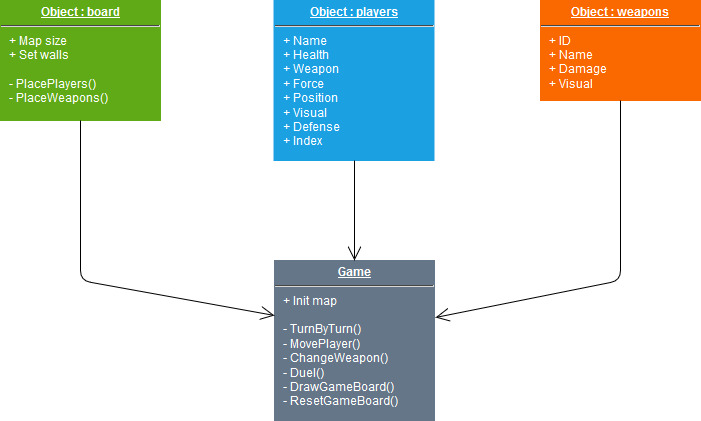 Object : board
+ Map size
+ Set walls
- PlacePlayers()
- PlaceWeapons()
Object : players
+ Name
+ Health
+ Weapon
+ Force
+ Position
+ Visual
+ Defense
+ Index
Object : weapons
+ ID
+ Name
+ Damage
+ Visual
Game
+ Init map
- TurnByTurn()
- MovePlayer()
- ChangeWeapon()
- Duel()
- DrawGameBoard()
- ResetGameBoard()